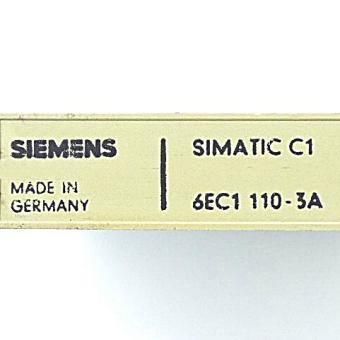 SIEMENS
MADE IN
GERMANY
SIMATIC C1
6EC1 110-3A